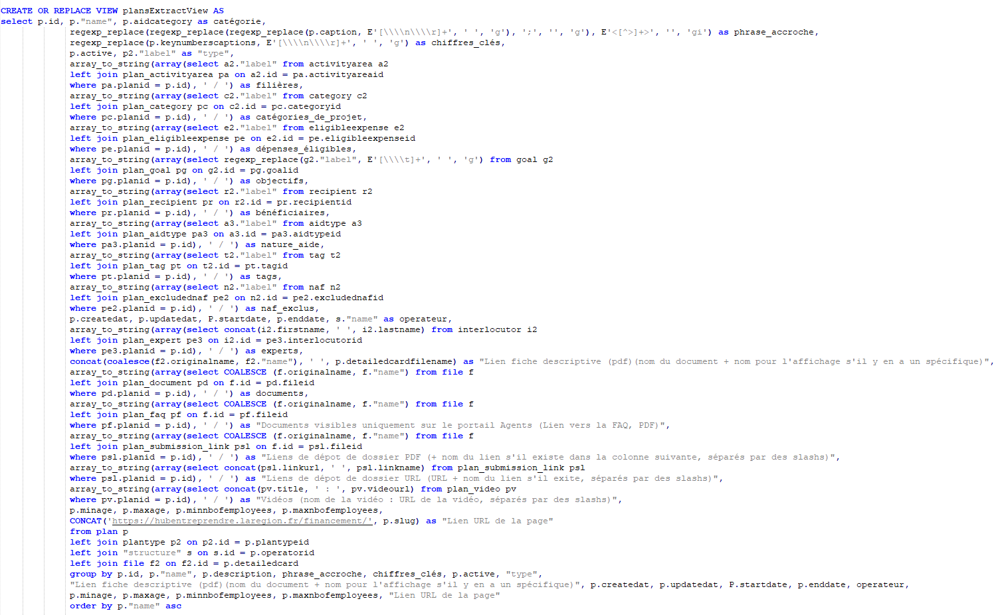 CREATE OR REPLACE VIEW plansExtractView AS
select p.id, p."name", p.aidcategory as catégorie,
regexp_replace(regexp_replace(regexp_replace(p.caption, E'[\\\\n\\\\r]+', ' ', 'g'), ';', '', 'g'), E'<[^>]+>', '', 'gi') as phrase_accroche,
regexp_replace(p.keynumberscaptions, E'[\\\\n\\\\r]+', ' ', 'g') as chiffres_clés,
p.active, p2."label" as "type",
array_to_string(array(select a2."label" from activityarea a2
left join plan_activityarea pa on a2.id = pa.activityareaid
where pa.planid = p.id), ' / ') as filières,
array_to_string(array(select c2."label" from category c2
left join plan_category pc on c2.id = pc.categoryid
where pc.planid = p.id), ' / ') as catégories_de_projet,
array_to_string(array(select e2."label" from eligibleexpense e2
left join plan_eligibleexpense pe on e2.id = pe.eligibleexpenseid
where pe.planid = p.id), ' / ') as dépenses_éligibles,
array_to_string(array(select regexp_replace(g2."label", E'[\\\\t]+', ' ', 'g') from goal g2
left join plan_goal pg on g2.id = pg.goalid
where pg.planid = p.id), ' / ') as objectifs,
array_to_string(array(select r2."label" from recipient r2
left join plan_recipient pr on r2.id = pr.recipientid
where pr.planid = p.id), ' / ') as bénéficiaires,
array_to_string(array(select a3."label" from aidtype a3
left join plan_aidtype pa3 on a3.id = pa3.aidtypeid
where pa3.planid = p.id), ' / ') as nature_aide,
array_to_string(array(select t2."label" from tag t2
left join plan_tag pt on t2.id = pt.tagid
where pt.planid = p.id), ' / ') as tags,
array_to_string(array(select n2."label" from naf n2
left join plan_excludednaf pe2 on n2.id = pe2.excludednafid
where pe2.planid = p.id), ' / ') as naf_exclus,
p.createdat, p.updatedat, P.startdate, p.enddate, s."name" as operateur,
array_to_string(array(select concat(i2.firstname, ' ', i2.lastname) from interlocutor i2
left join plan_expert pe3 on i2.id = pe3.interlocutorid
where pe3.planid = p.id), ' / ') as experts,
concat(coalesce(f2.originalname, f2."name"), ' ', p.detailedcardfilename) as "Lien fiche descriptive (pdf)(nom du document + nom pour l'affichage s'il y en a un spécifique)",
array_to_string(array(select COALESCE (f.originalname, f."name") from file f
left join plan_document pd on f.id = pd.fileid
where pd.planid = p.id), ' / ') as documents,
array_to_string(array(select COALESCE (f.originalname, f."name") from file f
left join plan_faq pf on f.id = pf.fileid
where pf.planid = p.id), ' / ') as "Documents visibles uniquement sur le portail Agents (Lien vers la FAQ, PDF)",
array_to_string(array(select COALESCE (f.originalname, f."name") from file f
left join plan_submission_link psl on f.id = psl.fileid
where psl.planid = p.id), ' / ') as "Liens de dépot de dossier PDF (+ nom du lien s'il existe dans la colonne suivante, séparés par des slashs)",
array_to_string(array(select concat(psl.linkurl, ' ', psl.linkname) from plan_submission_link psl
where psl.planid = p.id), ' / ') as "Liens de dépot de dossier URL (URL + nom du lien s'il exite, séparés par des slashs)",
array_to_string(array(select concat(pv.title, ' : ', pv.videourl) from plan_video pv
where pv.planid = p.id), ' / ') as "Vidéos (nom de la vidéo : URL de la vidéo, séparés par des slashs)",
p.minage, p.maxage, p.minnbofemployees, p.maxnbofemployees,
CONCAT('https://hubentreprendre.laregion.fr/financement/', p.slug) as "Lien URL de la page"
from plan p
left join plantype p2 on p2.id = p.plantypeid
left join "structure" s on s.id = p.operatorid
left join file f2 on f2.id = p.detailedcard
group by p.id, p."name", p.description, phrase_accroche, chiffres_clés, p.active, "type",
"Lien fiche descriptive (pdf)(nom du document + nom pour l'affichage s'il y en a un spécifique)", p.createdat, p.updatedat, P.startdate, p.enddate, operateur,
p.minage, p.maxage, p.minnbofemployees, p.maxnbofemployees, "Lien URL de la page"
order by p."name" asc